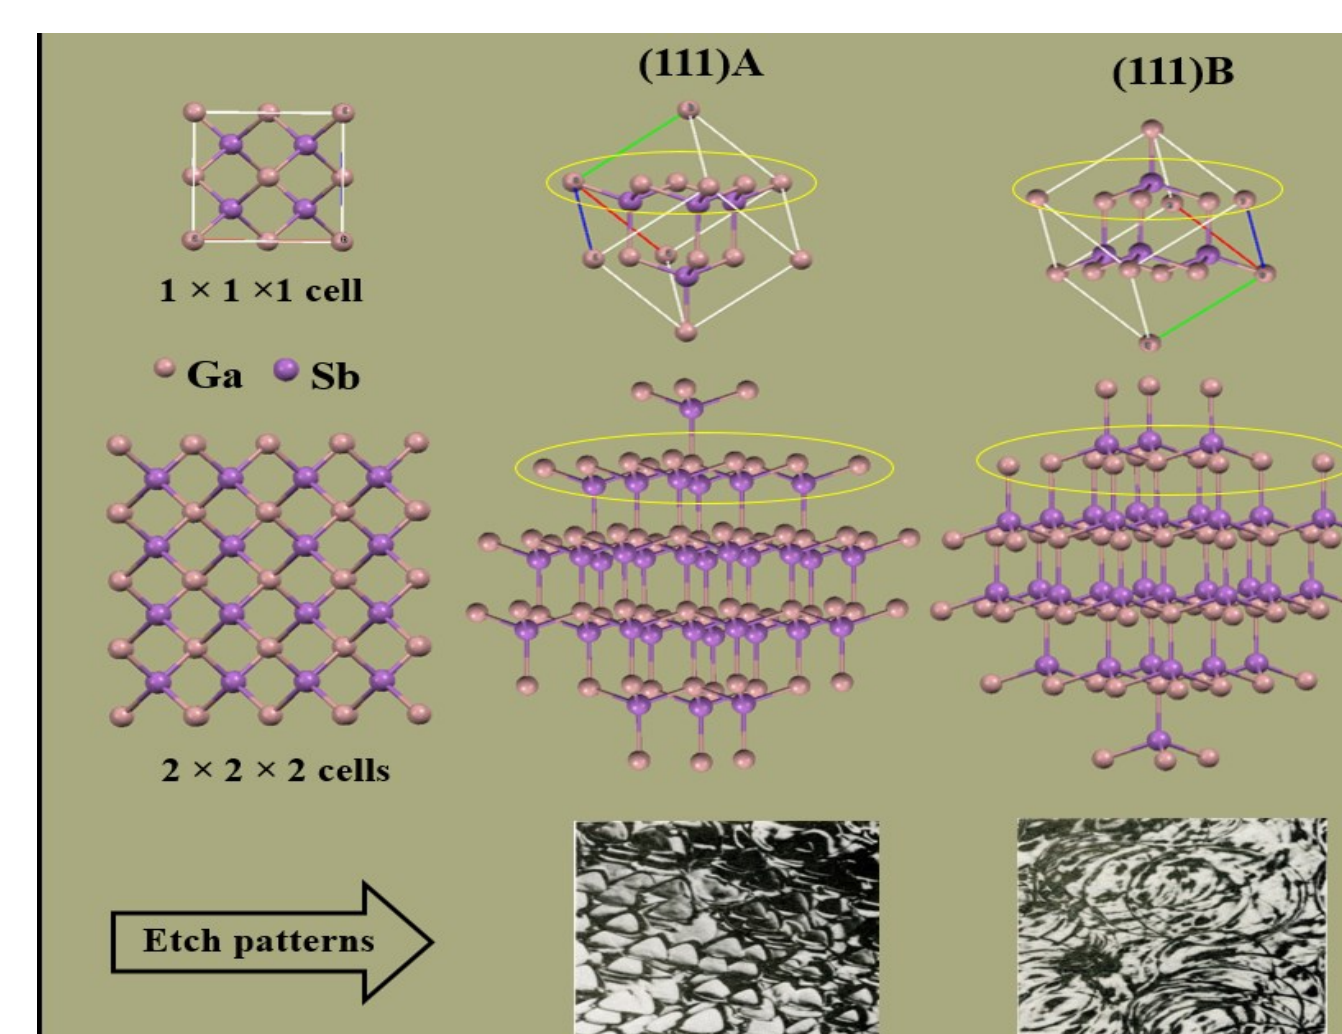 (111)A
(111)B
1 × 1 ×1 cell
Ga
Sb
2 × 2 × 2 cells
Etch patterns